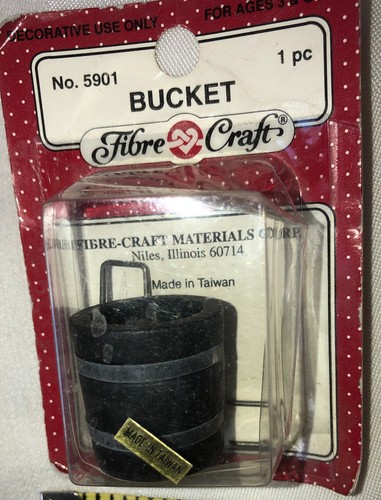 DECORATIVE USE ONLY
FOR AGES 3 &
No. 5901
1 pc
BUCKET
Fibre Craft®
FIBRE-CRAFT MATERIALS CORP.
Niles, Illinois 60714
Made in Taiwan
MADE IN TAIWAN